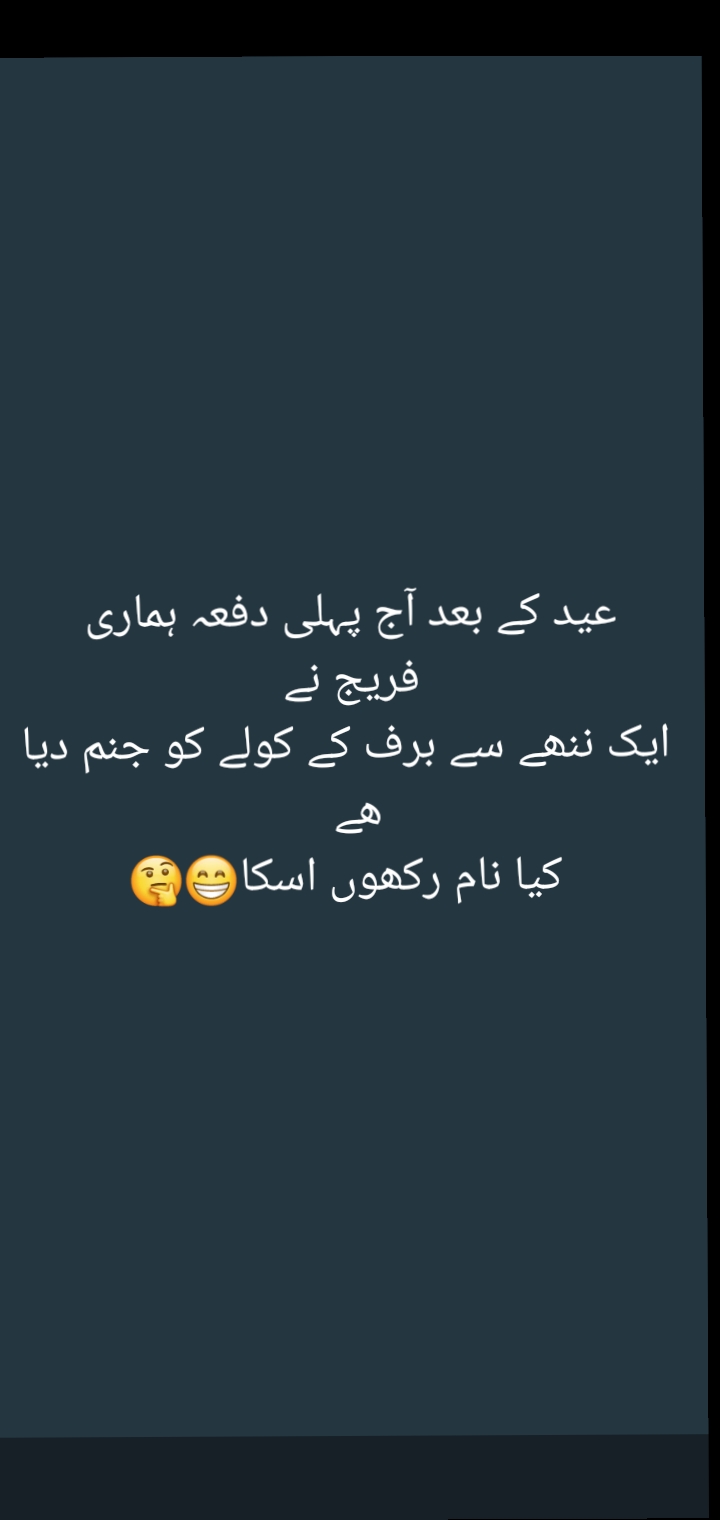 عید کے بعد آج پہلی دفعہ ہماری
فریج نے
ایک ننھے سے برف کے کولے کو جنم دیا
ھے
کیا نام رکھوں اسکا😁🤔